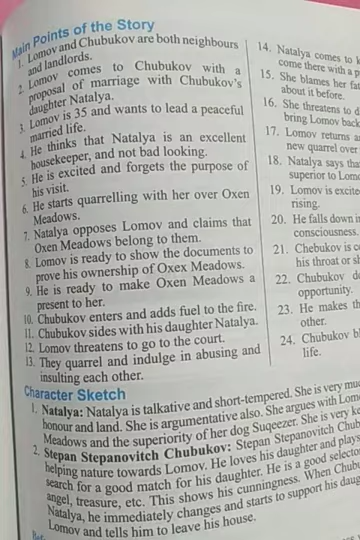 Main Points of the Story
1. Lomov and Chubukov are both neighbours
and landlords.
2. Lomov comes to Chubukov with a
proposal of marriage with Chubukov's
daughter Natalya.
3. Lomov is 35 and wants to lead a peaceful
married life.
4. He thinks that Natalya is an excellent
housekeeper, and not bad looking.
5. He is excited and forgets the purpose of
his visit.
6. He starts quarrelling with her over Oxen
Meadows.
7. Natalya opposes Lomov and claims that
Oxen Meadows belong to them.
8. Lomov is ready to show the documents to
prove his ownership of Oxex Meadows.
9. He is ready to make Oxen Meadows a
present to her.
10. Chubukov enters and adds fuel to the fire.
11. Chubukov sides with his daughter Natalya.
12. Lomov threatens to go to the court.
13. They quarrel and indulge in abusing and
insulting each other.
14. Natalya comes to
come there with a p
15. She blames her fat
about it before.
16. She threatens to d
bring Lomov back
17. Lomov returns a
new quarrel over
18. Natalya says tha
superior to Lom
19. Lomov is excite
rising.
20. He falls down i
consciousness.
21. Chebukov is c
his throat or sh
22. Chubukov d
opportunity.
23. He makes th
other.
24. Chubukov bl
life.
Character Sketch
1. Natalya: Natalya is talkative and short-tempered. She is very mu
honour and land. She is argumentative also. She argues with Lom
Meadows and the superiority of her dog Suqeezer. She is very k
2. Stepan Stepanovitch Chubukov: Stepan Stepanovitch Chub
helping nature towards Lomov. He loves his daughter and plays
search for a good match for his daughter. He is a good selecto
angel, treasure, etc. This shows his cunningness. When Chub
Natalya, he immediately changes and starts to support his daug
Lomov and tells him to leave his house.